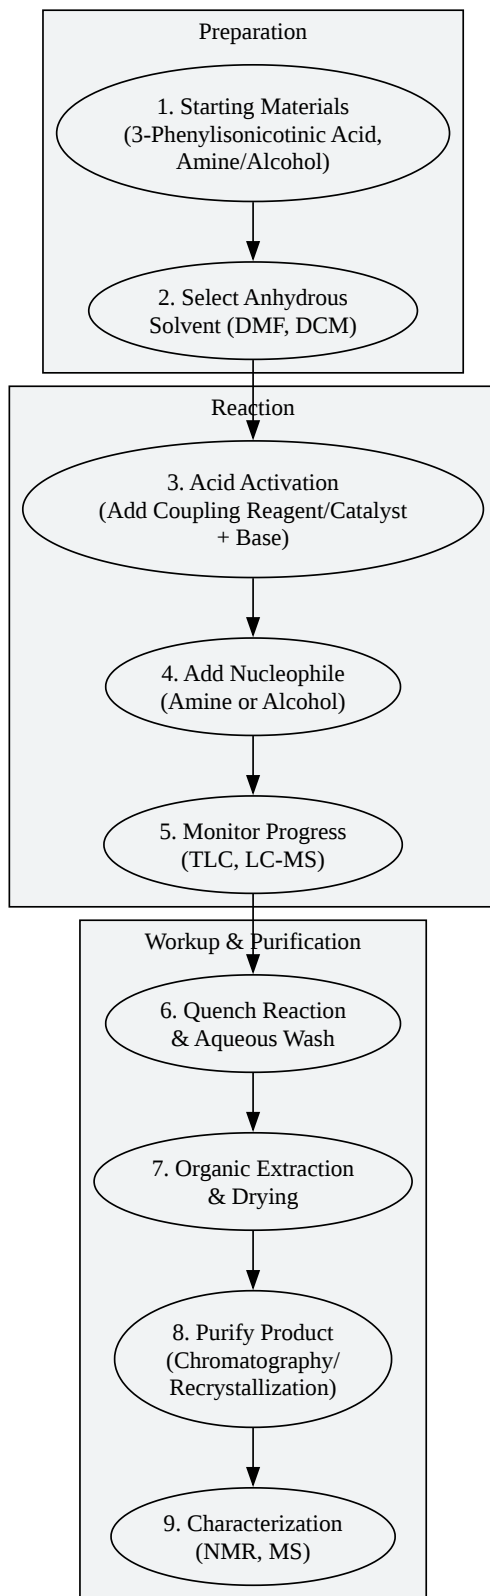 Preparation
1. Starting Materials
(3-Phenylisonicotinic Acid,
Amine/Alcohol)
2. Select Anhydrous
Solvent (DMF, DCM)
Reaction
3. Acid Activation
(Add Coupling Reagent/Catalyst
+ Base)
4. Add Nucleophile
(Amine or Alcohol)
5. Monitor Progress
(TLC, LC-MS)
Workup & Purification
6. Quench Reaction
& Aqueous Wash
7. Organic Extraction
& Drying
8. Purify Product
(Chromatography/
Recrystallization)
9. Characterization
(NMR, MS)